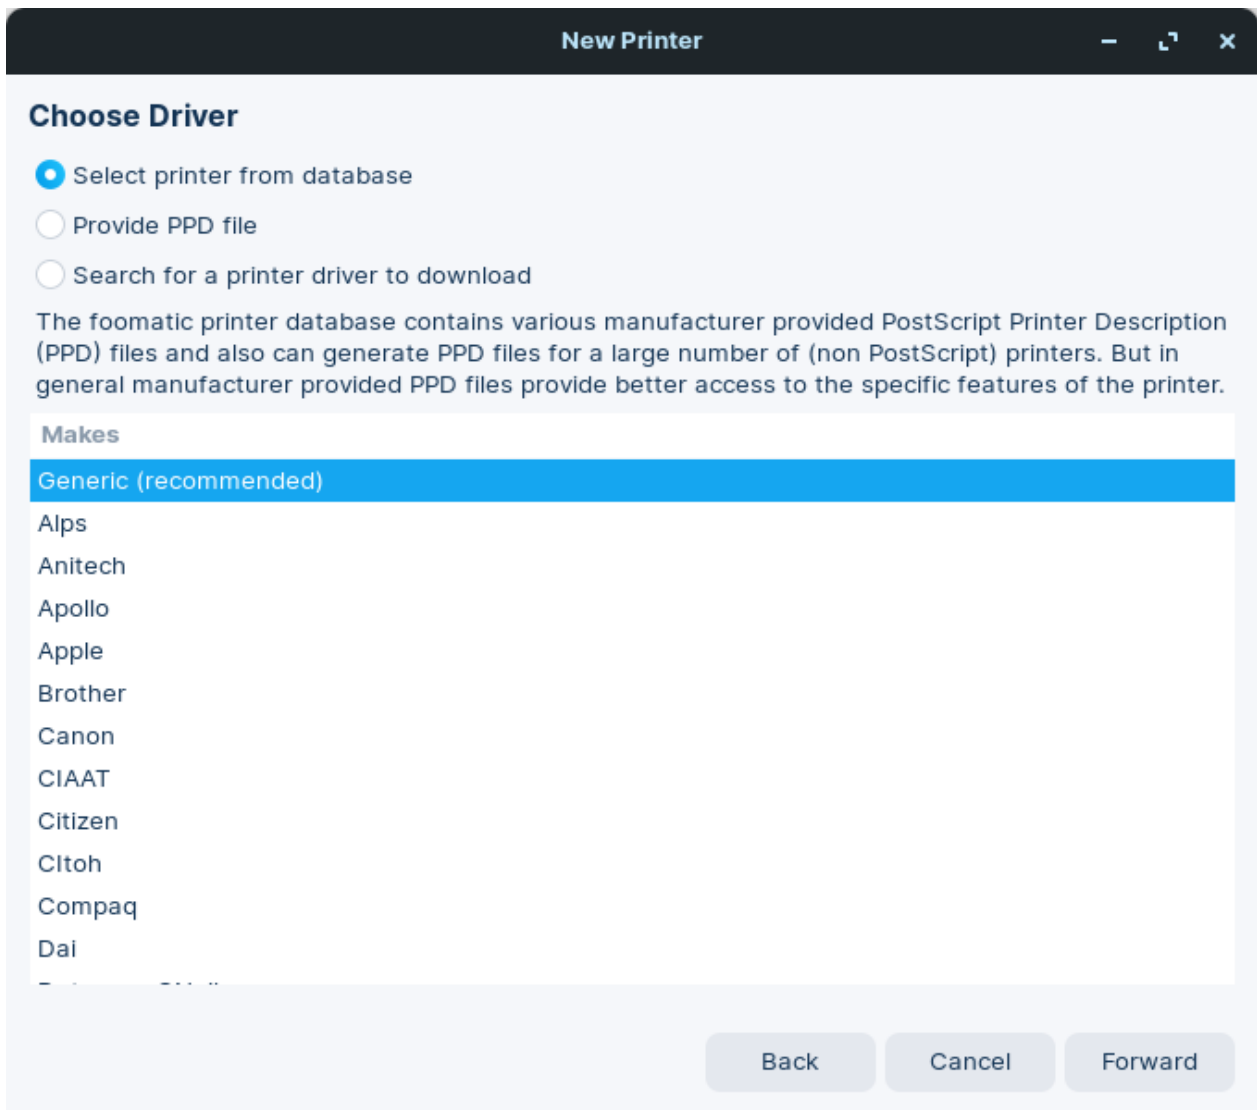 New Printer
Choose Driver
Select printer from database
Provide PPD file
Search for a printer driver to download
The foomatic printer database contains various manufacturer provided PostScript Printer Description
(PPD) files and also can generate PPD files for a large number of (non PostScript) printers. But in
general manufacturer provided PPD files provide better access to the specific features of the printer.
Makes
Generic (recommended)
Alps
Anitech
Apollo
Apple
Brother
Canon
CIAAT
Citizen
CItoh
Compaq
Dai
Back
Cancel
Forward